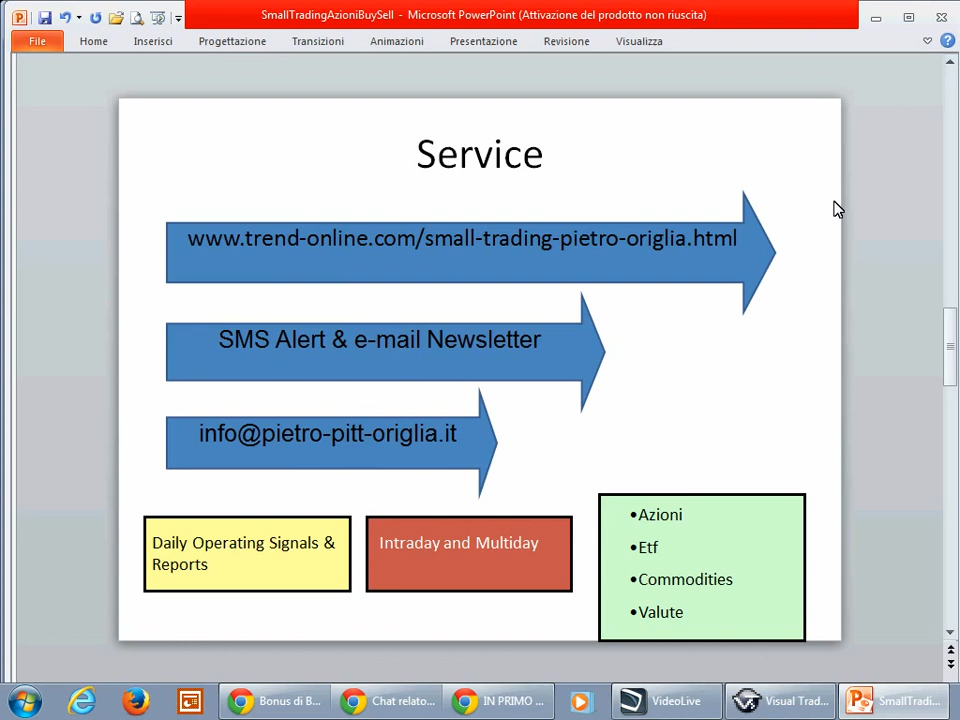 SmallTradingAzioniBuySell - Microsoft PowerPoint (Attivazione del prodotto non riuscita)
File Home Inserisci Progettazione Transizioni Animazioni Presentazione Revisione Visualizza
Service
www.trend-online.com/small-trading-pietro-origlia.html
SMS Alert & e-mail Newsletter
info@pietro-pitt-origlia.it
Daily Operating Signals &
Reports
Intraday and Multiday
•Azioni
•Etf
•Commodities
•Valute
Bonus di B... Chat relato... IN PRIMO ... VideoLive Visual Trad... SmallTradi...